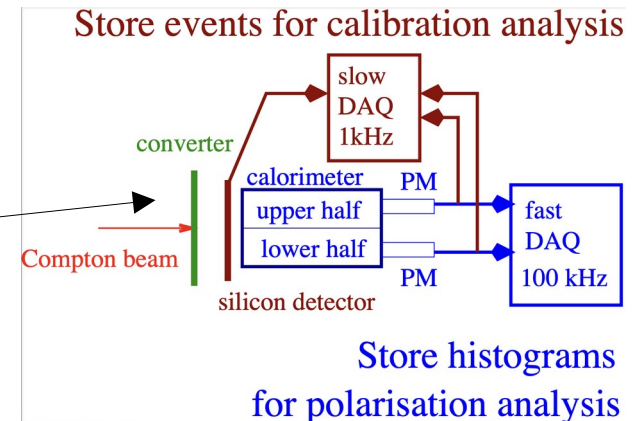 Store events for calibration analysis
slow
DAQ
1kHz
converter
calorimeter
PM
upper half
lower half
fast
DAQ
100 kHz
Compton beam
PM
silicon detector
Store histograms
for polarisation analysis